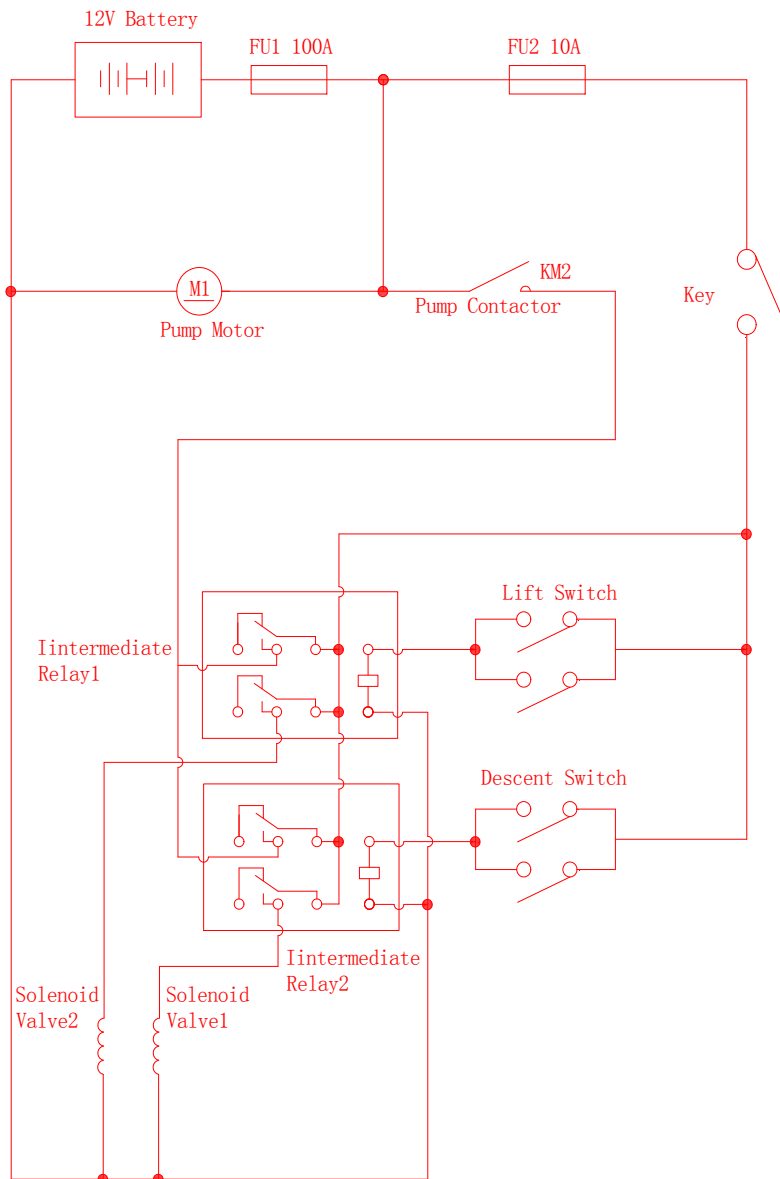 12V Battery
FU1 100A
FU2 10A
M1
KM2
Pump Motor
Pump Contactor
Key
Lift Switch
Iintermediate
Relay1
Descent Switch
Iintermediate
Relay2
Solenoid
Valve2
Solenoid
Valve1